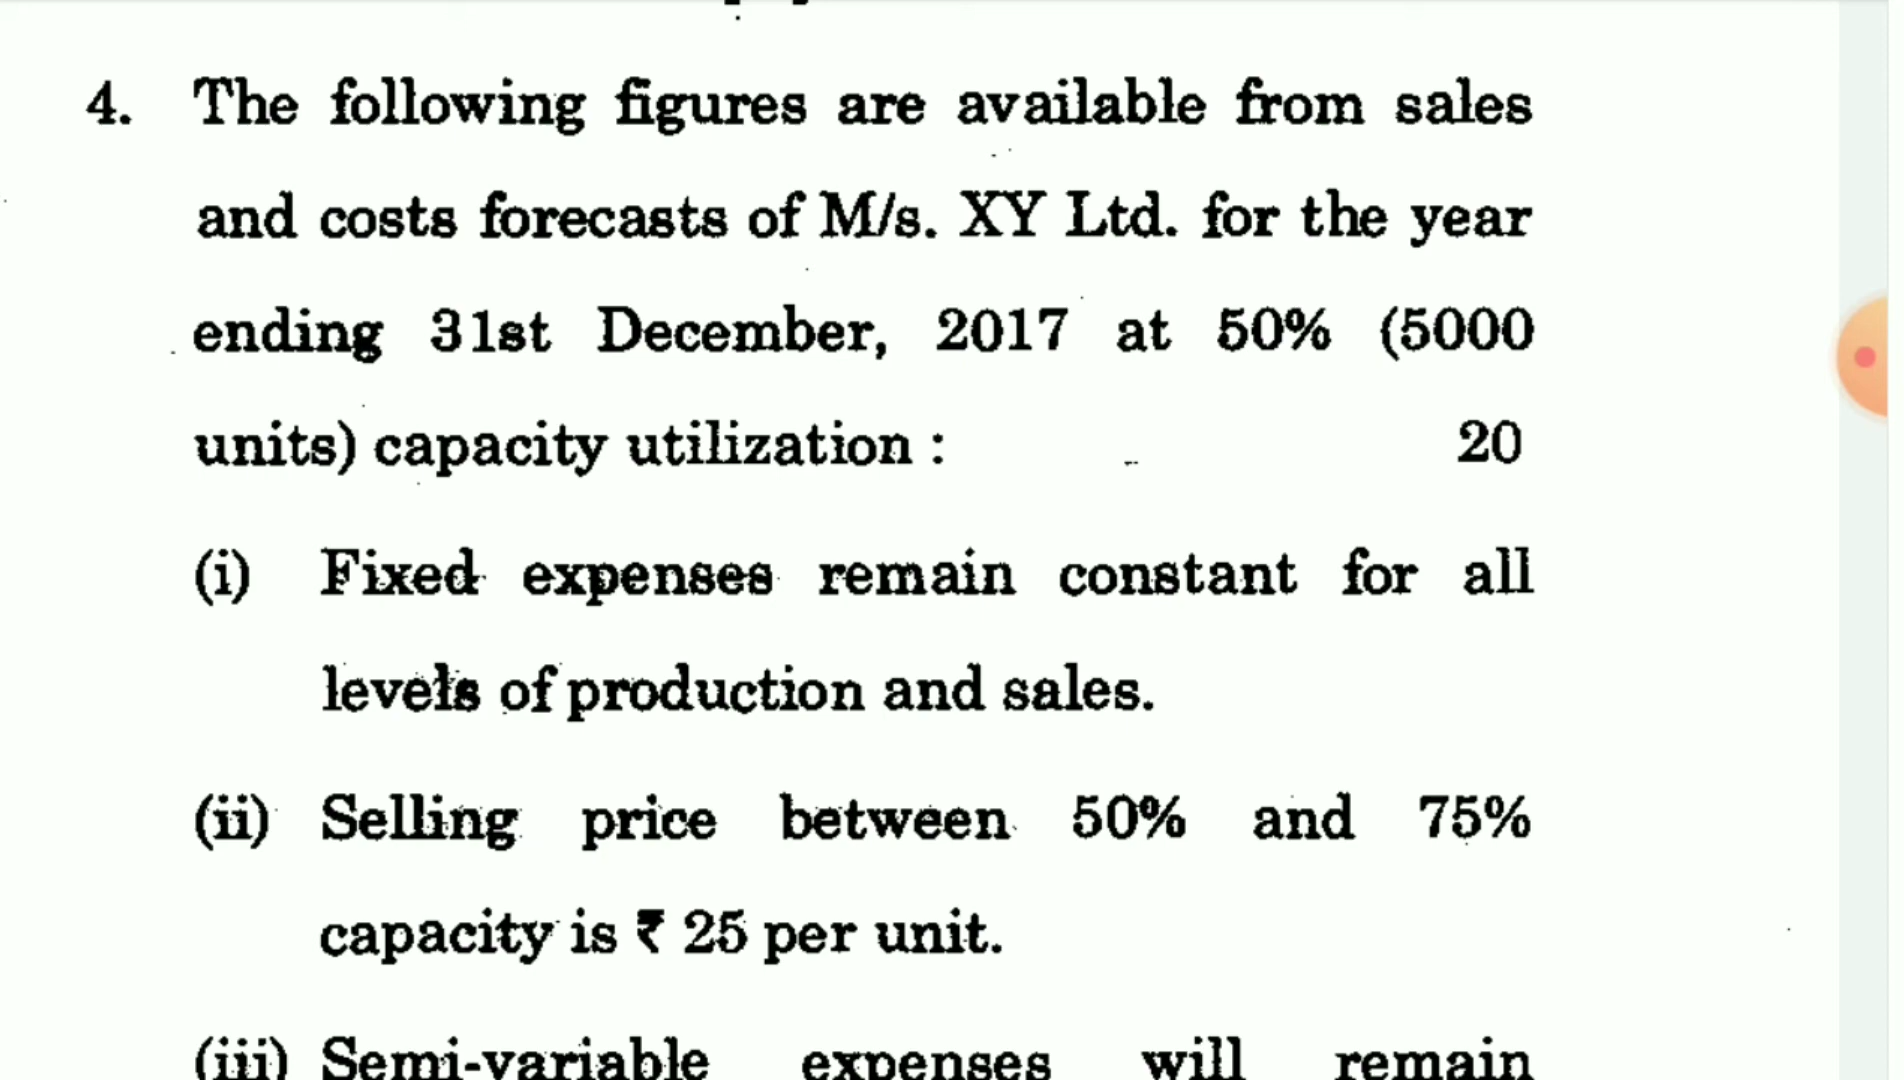 4. The following figures are available from sales
and costs forecasts of M/s. XY Ltd. for the year
ending 31st December, 2017 at 50% (5000
units) capacity utilization : 20
(i) Fixed expenses remain constant for all
levels of production and sales.
(ii) Selling price between 50% and 75%
capacity is ₹ 25 per unit.
(iii) Semi-variable expenses will remain